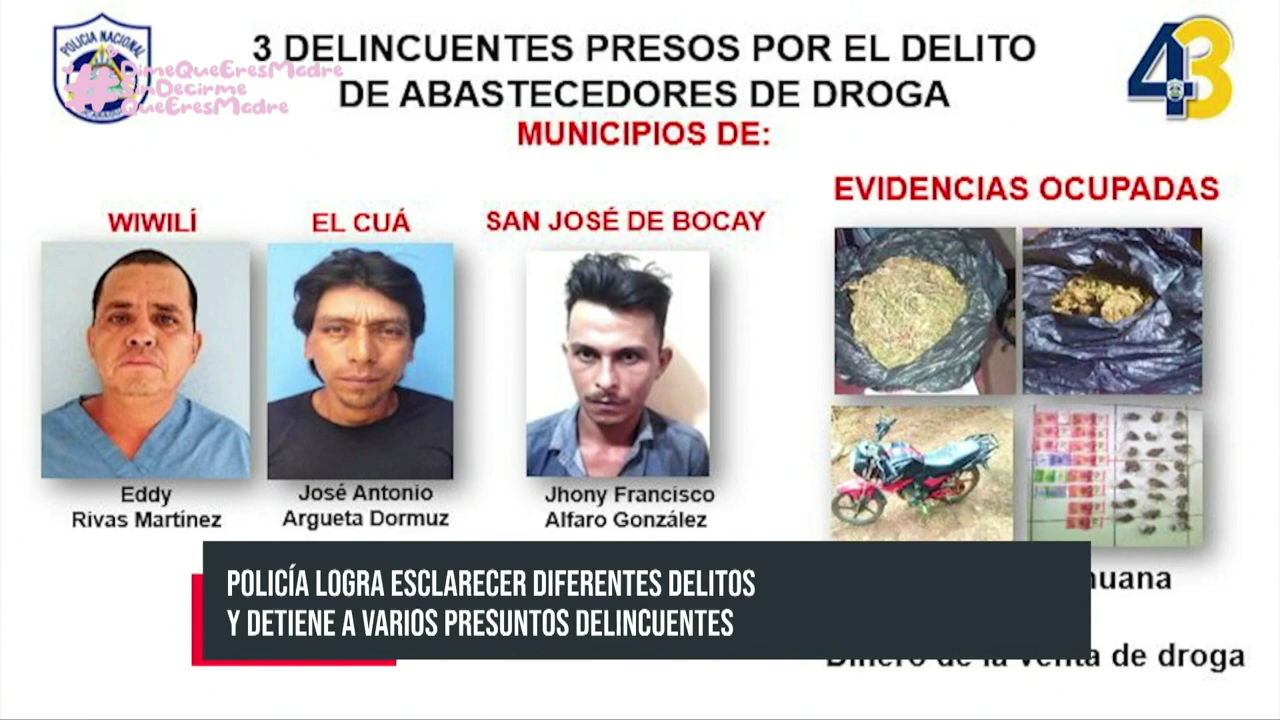 POLICÍA NACIONAL
#DimeQueEresMadre
SinDecirme
QueEresMadre
3 DELINCUENTES PRESOS POR EL DELITO
DE ABASTECEDORES DE DROGA
MUNICIPIOS DE:
43
EVIDENCIAS OCUPADAS
WIWILÍ
EL CUÁ
SAN JOSÉ DE BOCAY
Eddy
Rivas Martínez
José Antonio
Argueta Dormuz
Jhony Francisco
Alfaro González
POLICÍA LOGRA ESCLARECER DIFERENTES DELITOS
Y DETIENE A VARIOS PRESUNTOS DELINCUENTES
Dinero de la venta de droga